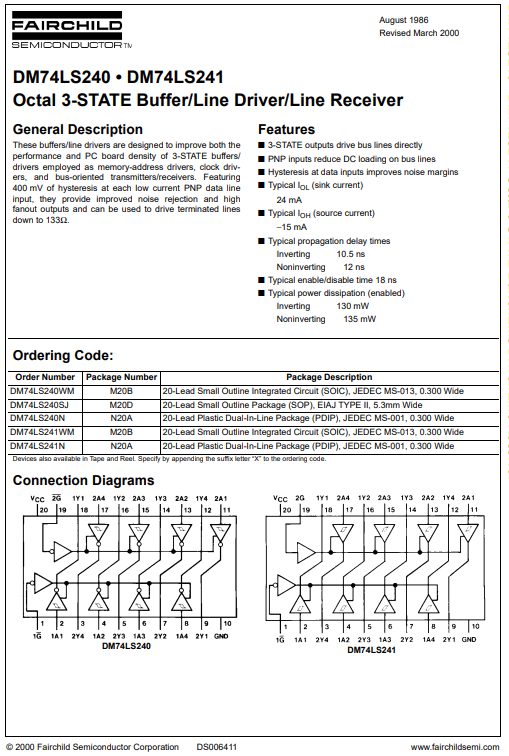 FAIRCHILD
SEMICONDUCTOR™
August 1986
Revised March 2000
DM74LS240 • DM74LS241
Octal 3-STATE Buffer/Line Driver/Line Receiver
General Description
These buffers/line drivers are designed to improve both the
performance and PC board density of 3-STATE buffers/
drivers employed as memory-address drivers, clock driv-
ers, and bus-oriented transmitters/receivers. Featuring
400 mV of hysteresis at each low current PNP data line
input, they provide improved noise rejection and high
fanout outputs and can be used to drive terminated lines
down to 133Ω.
Features
■ 3-STATE outputs drive bus lines directly
■ PNP inputs reduce DC loading on bus lines
■ Hysteresis at data inputs improves noise margins
■ Typical IOL (sink current)
24 mA
■ Typical IOH (source current)
−15 mA
■ Typical propagation delay times
Inverting 10.5 ns
Noninverting 12 ns
■ Typical enable/disable time 18 ns
■ Typical power dissipation (enabled)
Inverting 130 mW
Noninverting 135 mW
Ordering Code:
Order Number Package Number Package Description
DM74LS240WM M20B 20-Lead Small Outline Integrated Circuit (SOIC), JEDEC MS-013, 0.300 Wide
DM74LS240SJ M20D 20-Lead Small Outline Package (SOP), EIAJ TYPE II, 5.3mm Wide
DM74LS240N N20A 20-Lead Plastic Dual-In-Line Package (PDIP), JEDEC MS-001, 0.300 Wide
DM74LS241WM M20B 20-Lead Small Outline Integrated Circuit (SOIC), JEDEC MS-013, 0.300 Wide
DM74LS241N N20A 20-Lead Plastic Dual-In-Line Package (PDIP), JEDEC MS-001, 0.300 Wide
Devices also available in Tape and Reel. Specify by appending the suffix letter "X" to the ordering code.
Connection Diagrams
VCC 2G̅ 1Y1 2A4 1Y2 2A3 1Y3 2A2 1Y4 2A1
20 19 18 17 16 15 14 13 12 11
1 2 3 4 5 6 7 8 9 10
1G̅ 1A1 2Y4 1A2 2Y3 1A3 2Y2 1A4 2Y1 GND
DM74LS240
VCC 2G 1Y1 2A4 1Y2 2A3 1Y3 2A2 1Y4 2A1
20 19 18 17 16 15 14 13 12 11
1 2 3 4 5 6 7 8 9 10
1G̅ 1A1 2Y4 1A2 2Y3 1A3 2Y2 1A4 2Y1 GND
DM74LS241
© 2000 Fairchild Semiconductor Corporation DS006411 www.fairchildsemi.com